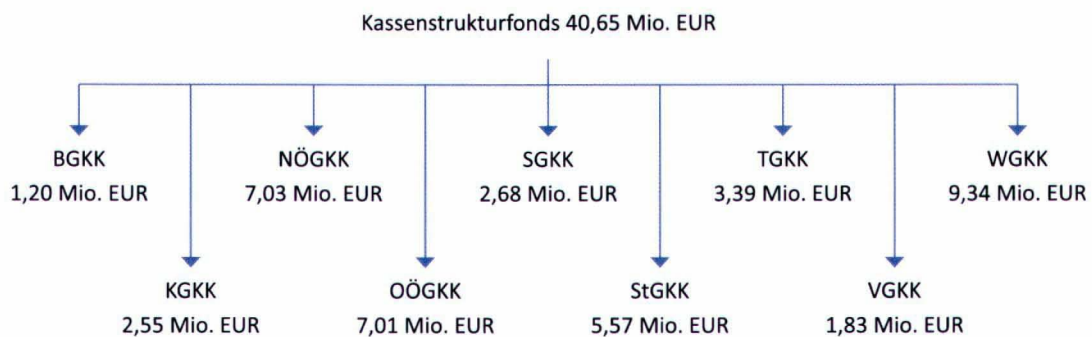 Kassenstrukturfonds 40,65 Mio. EUR
BGKK
1,20 Mio. EUR
NÖGKK
7,03 Mio. EUR
SGKK
2,68 Mio. EUR
TGKK
3,39 Mio. EUR
WGKK
9,34 Mio. EUR
KGKK
2,55 Mio. EUR
OÖGKK
7,01 Mio. EUR
StGKK
5,57 Mio. EUR
VGKK
1,83 Mio. EUR